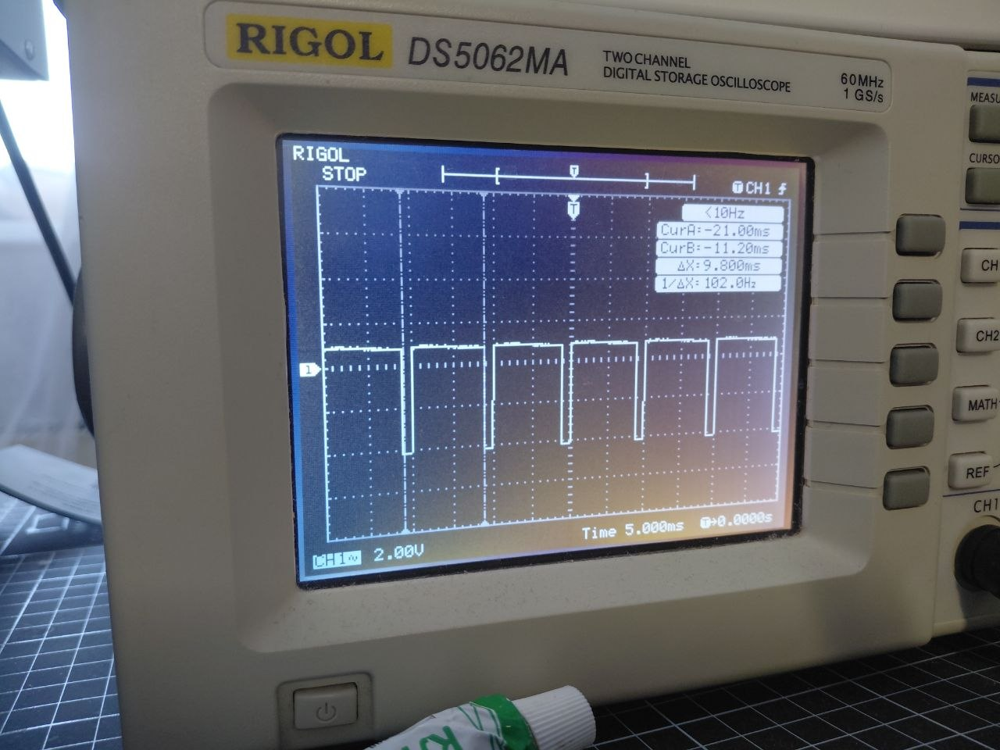 RIGOL DS5062MA TWO CHANNEL
DIGITAL STORAGE OSCILLOSCOPE
60MHz
1 GS/s
RIGOL
STOP
T
T CH1
T
<10Hz
CurA:-21.00ms
CurB:-11.20ms
ΔX:9.800ms
1/ΔX:102.0Hz
1
Time 5.000ms T→0.0000s
CH1~ 2.00V
MEASU
CURSO
CH
CH2
MATH
REF
CH1